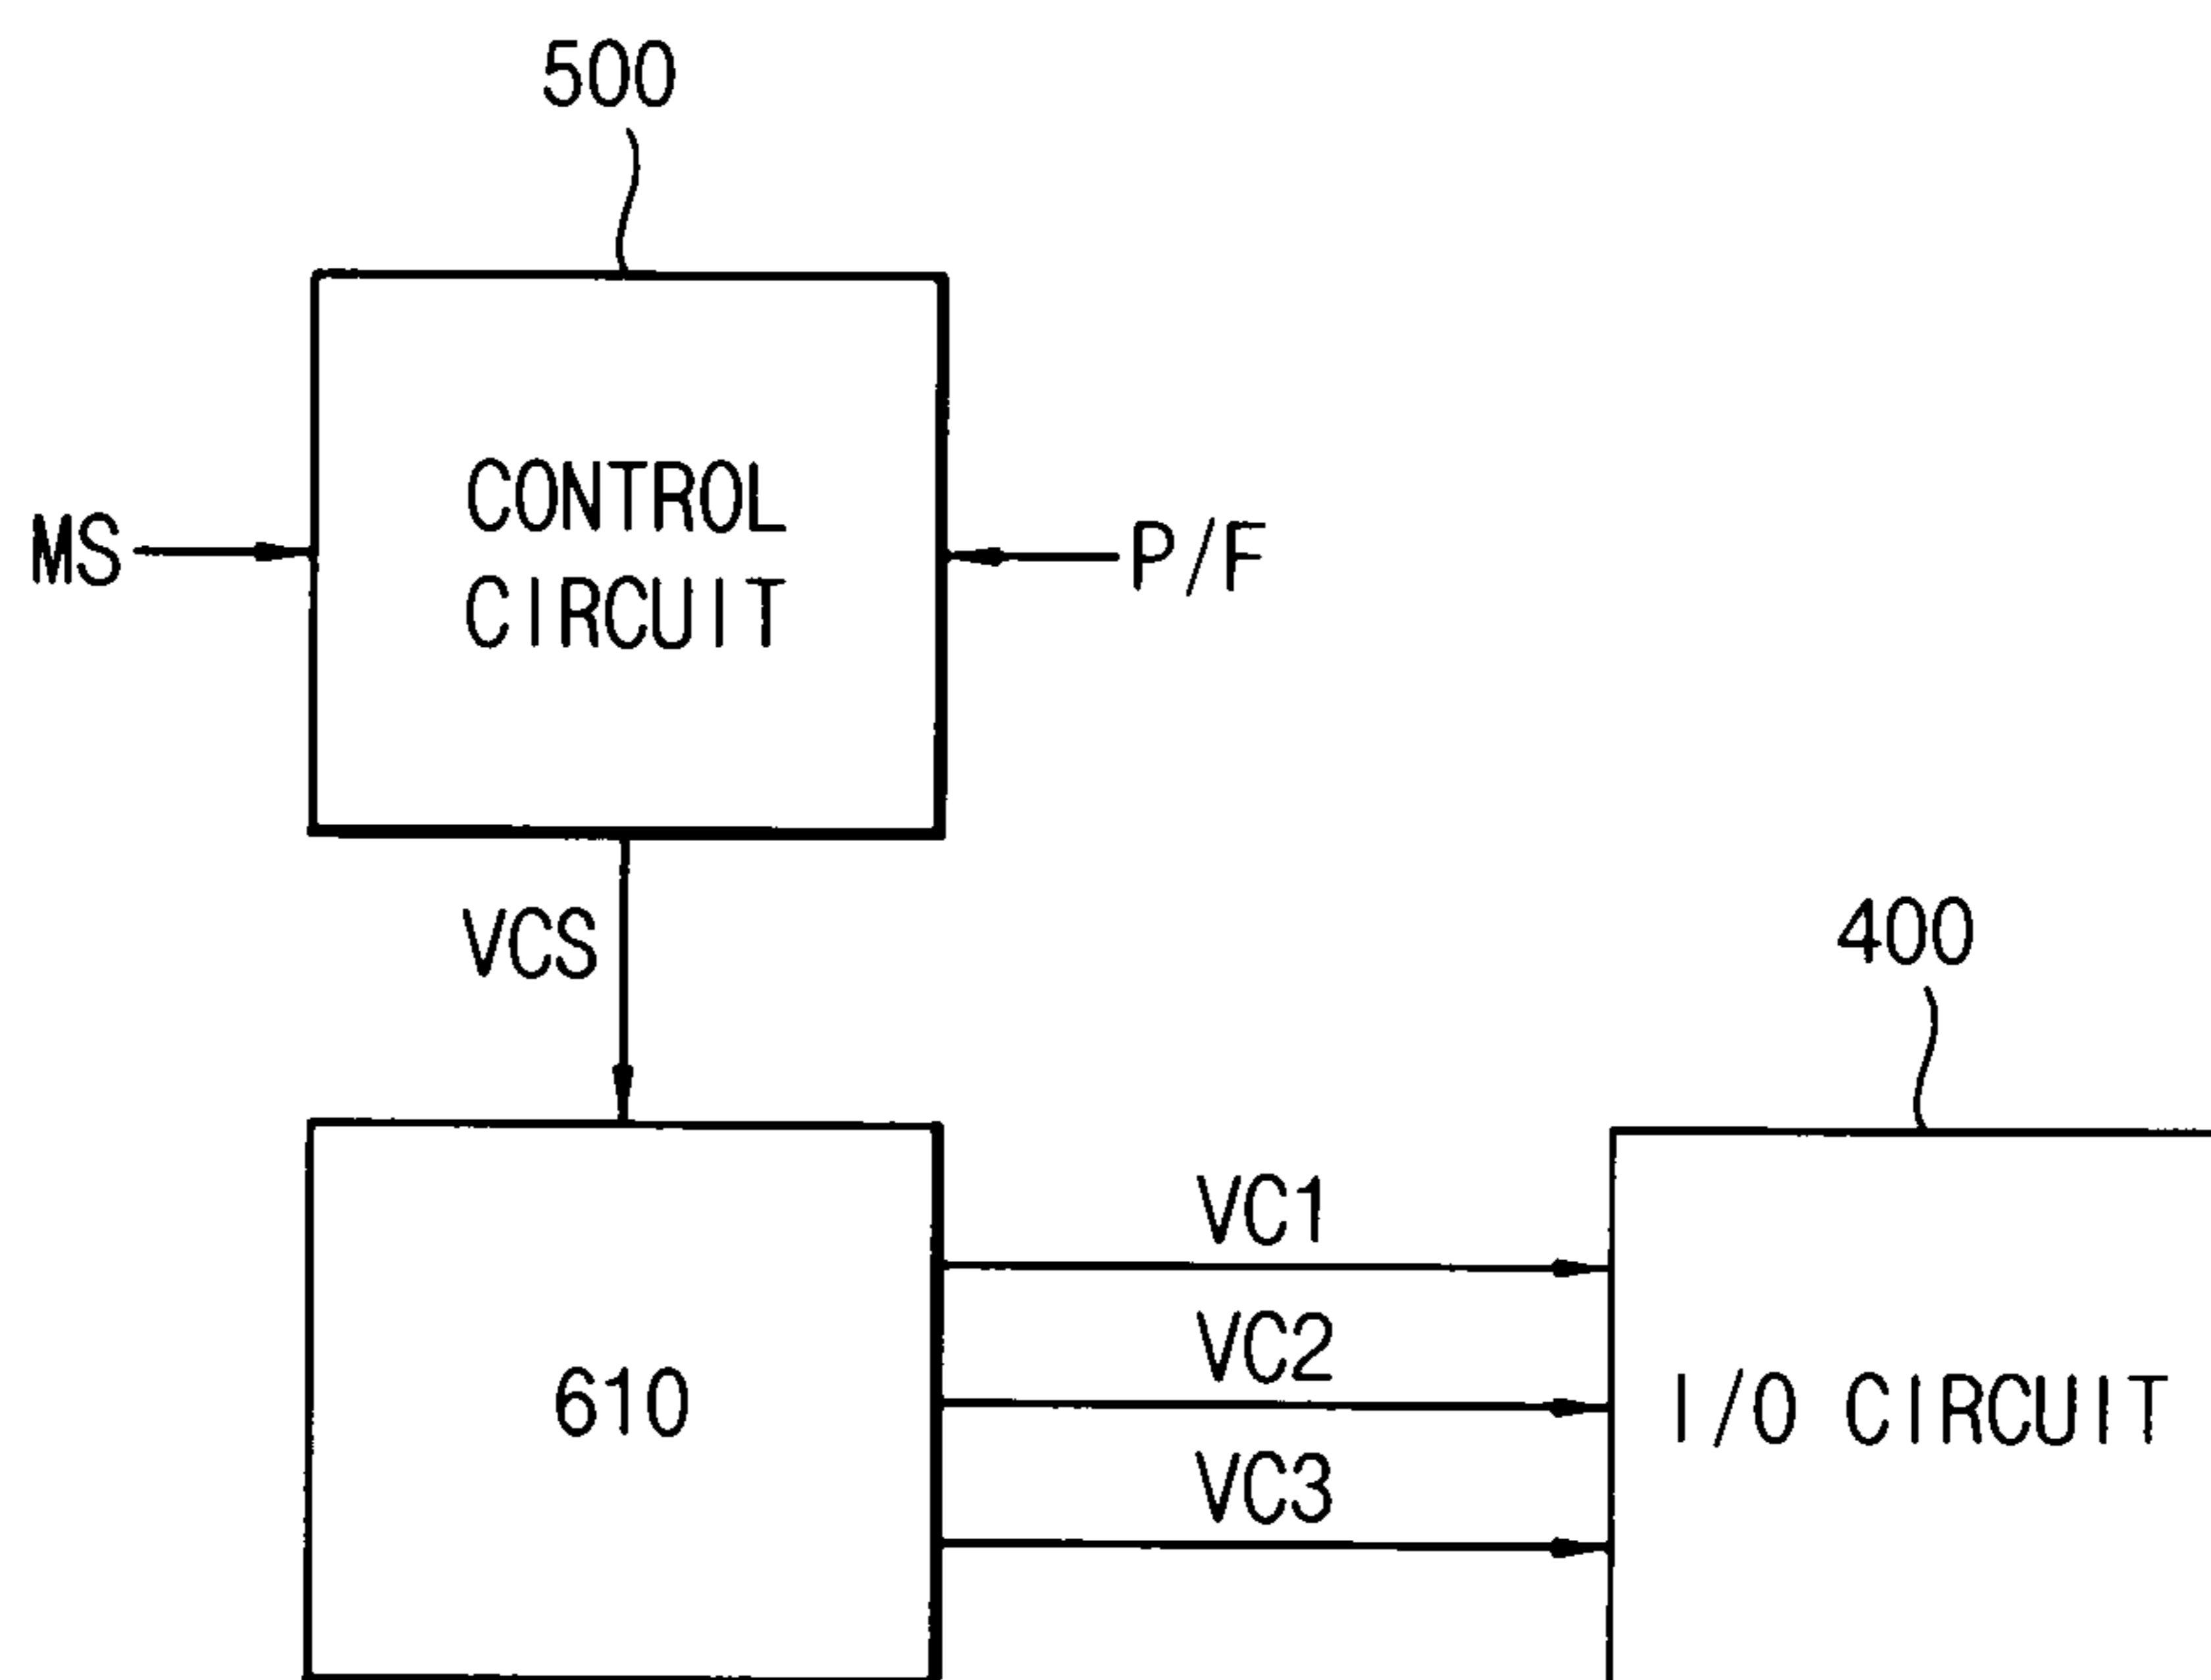 500
CONTROL
CIRCUIT
MS
P/F
VCS
400
610
VC1
VC2
VC3
I/O CIRCUIT